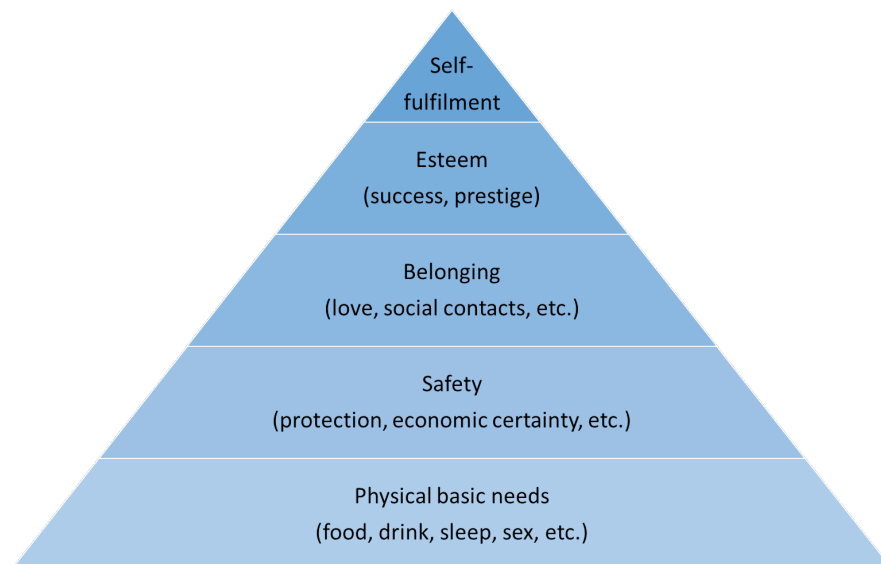 Self-
fulfilment
Esteem
(success, prestige)
Belonging
(love, social contacts, etc.)
Safety
(protection, economic certainty, etc.)
Physical basic needs
(food, drink, sleep, sex, etc.)